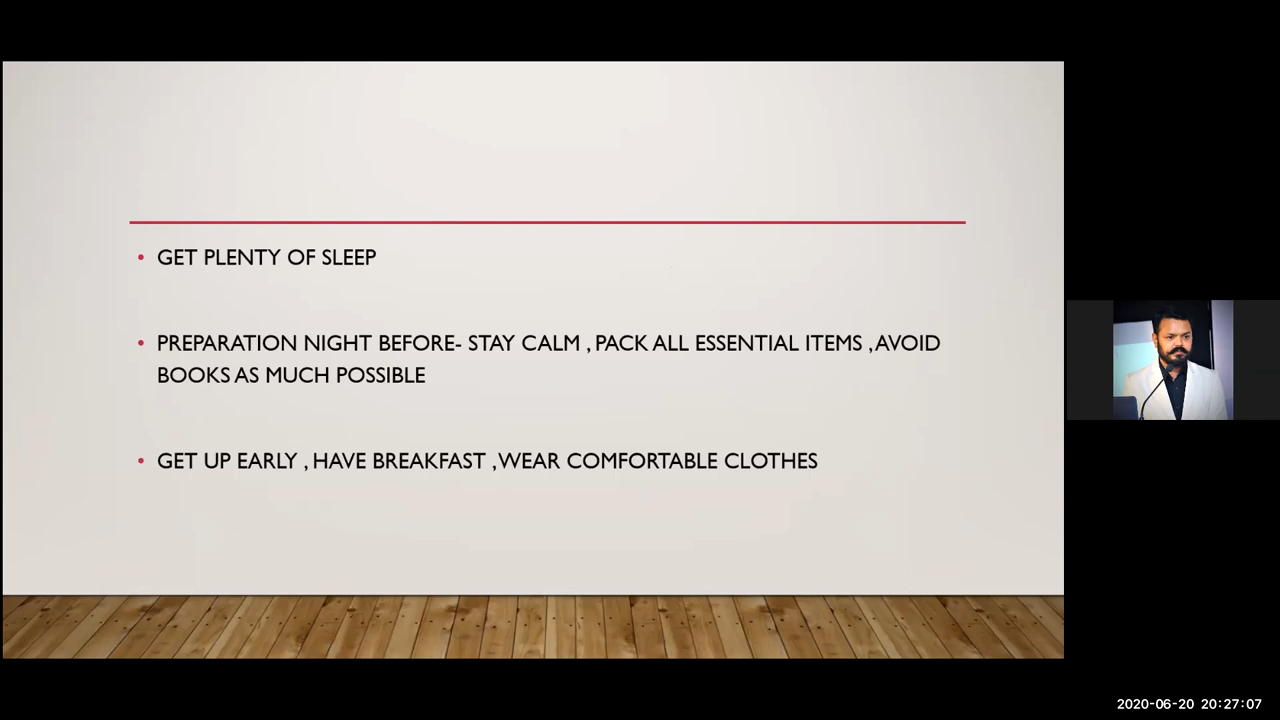 • GET PLENTY OF SLEEP
• PREPARATION NIGHT BEFORE- STAY CALM , PACK ALL ESSENTIAL ITEMS , AVOID
BOOKS AS MUCH POSSIBLE
• GET UP EARLY , HAVE BREAKFAST , WEAR COMFORTABLE CLOTHES
2020-06-20 20:27:07